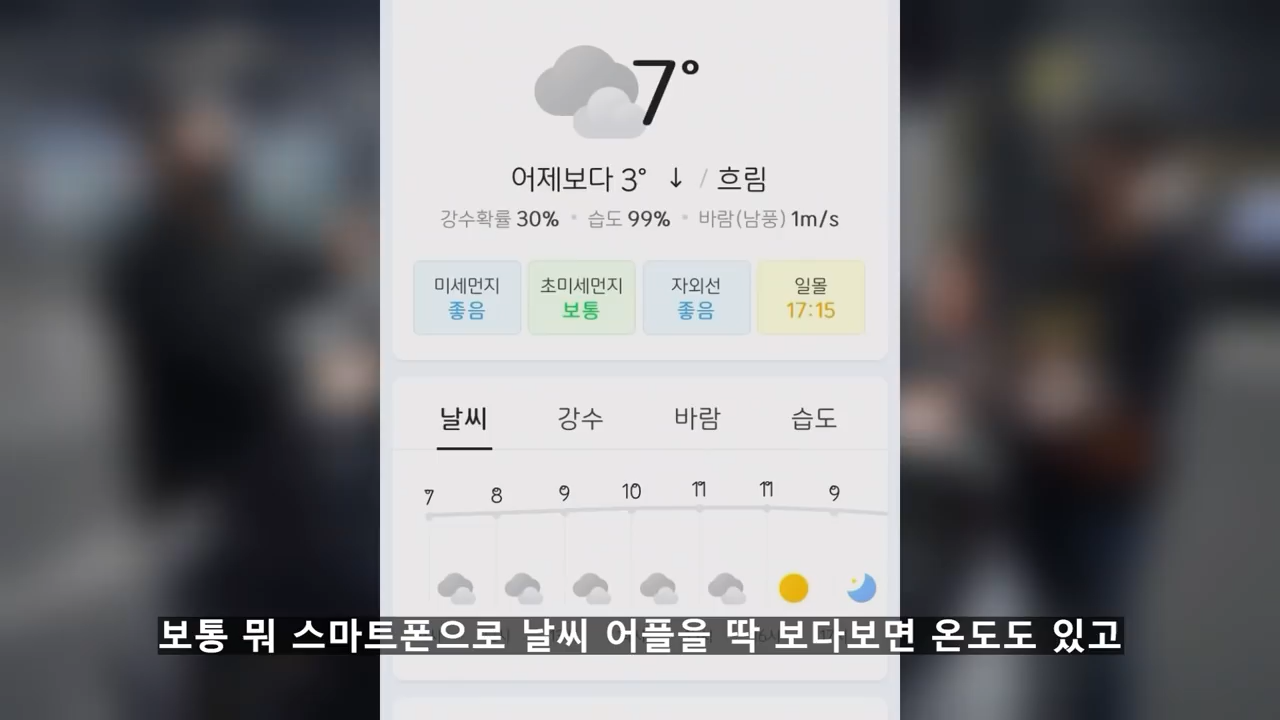 7°
어제보다 3° ↓ / 흐림
강수확률 30% • 습도 99% • 바람(남풍) 1m/s
미세먼지 초미세먼지 자외선 일몰
좋음 보통 좋음 17:15
날씨 강수 바람 습도
7 8 9 10 11 11 9
보통 뭐 스마트폰으로 날씨 어플을 딱 보다보면 온도도 있고